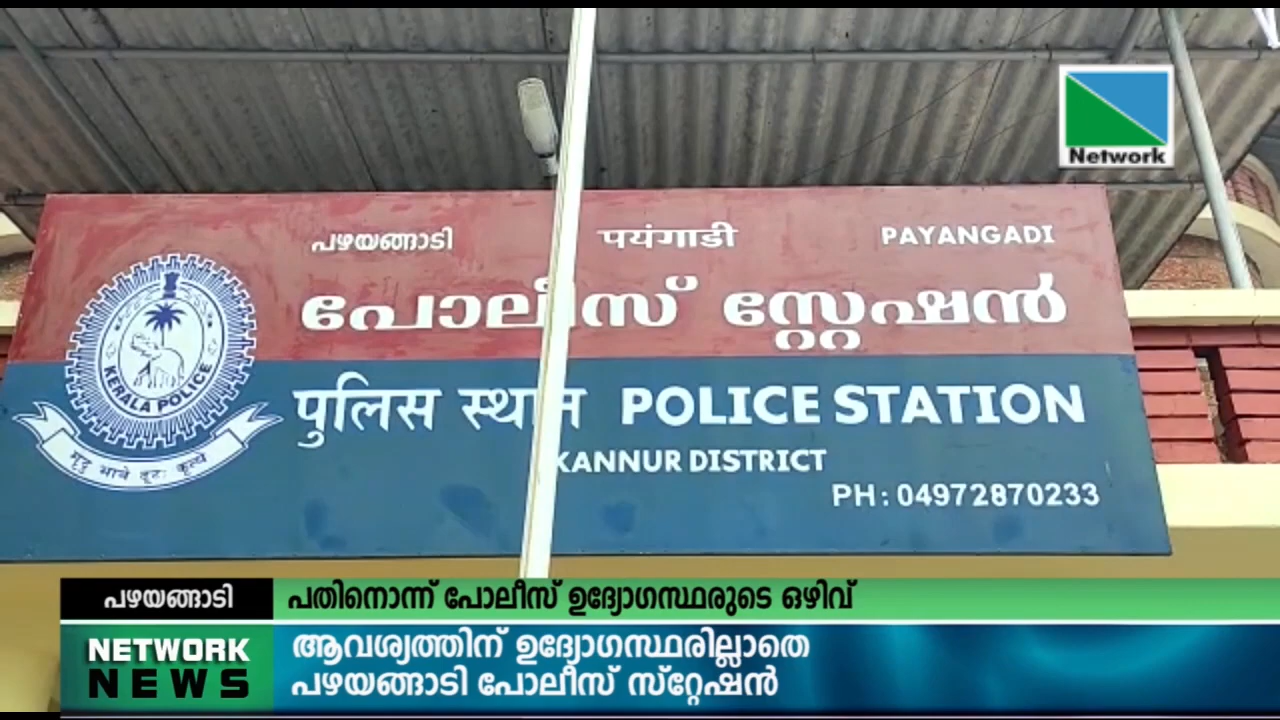 Network
പഴയങ്ങാടി पयंगाडी PAYANGADI
പോലീസ് സ്റ്റേഷൻ
KERALA POLICE
मृदु भावे दृढ कृत्ये
पुलिस स्थान POLICE STATION
KANNUR DISTRICT
PH : 04972870233
പഴയങ്ങാടി പതിനൊന്ന് പോലീസ് ഉദ്യോഗസ്ഥരുടെ ഒഴിവ്
NETWORK NEWS
ആവശ്യത്തിന് ഉദ്യോഗസ്ഥരില്ലാതെ
പഴയങ്ങാടി പോലീസ് സ്റ്റേഷൻ